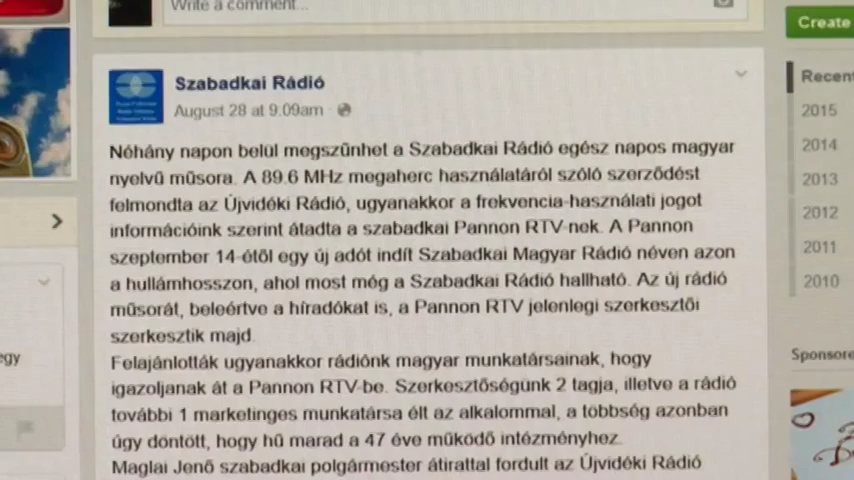 Write a comment...
Create
Szabadkai Rádió
August 28 at 9:09am
Recent
2015
2014
2013
2012
2011
2010
Néhány napon belül megszűnhet a Szabadkai Rádió egész napos magyar
nyelvű műsora. A 89.6 MHz megaherc használatáról szóló szerződést
felmondta az Újvidéki Rádió, ugyanakkor a frekvencia-használati jogot
információink szerint átadta a szabadkai Pannon RTV-nek. A Pannon
szeptember 14-étől egy új adót indít Szabadkai Magyar Rádió néven azon
a hullámhosszon, ahol most még a Szabadkai Rádió hallható. Az új rádió
műsorát, beleértve a híradókat is, a Pannon RTV jelenlegi szerkesztői
szerkesztik majd.
Felajánlották ugyanakkor rádiónk magyar munkatársainak, hogy
igazoljanak át a Pannon RTV-be. Szerkesztőségünk 2 tagja, illetve a rádió
további 1 marketinges munkatársa élt az alkalommal, a többség azonban
úgy döntött, hogy hű marad a 47 éve működő intézményhez.
Maglai Jenő szabadkai polgármester átirattal fordult az Újvidéki Rádió
egy
Sponsore